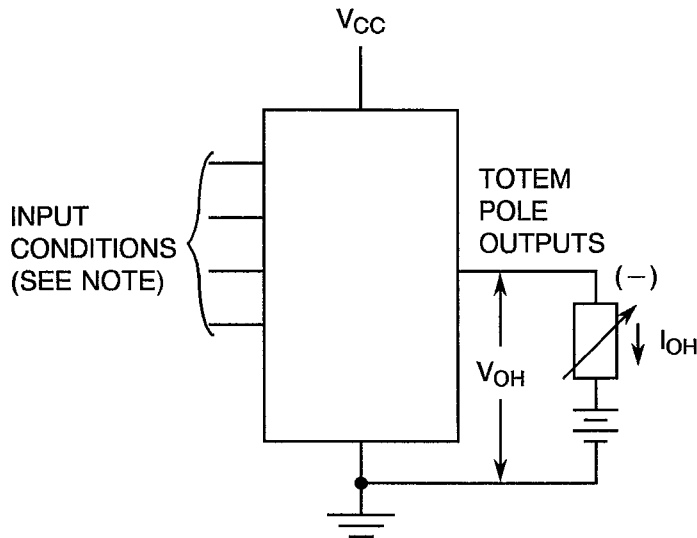 VCC
INPUT
CONDITIONS
(SEE NOTE)
TOTEM
POLE
OUTPUTS
(−)
IOH
VOH